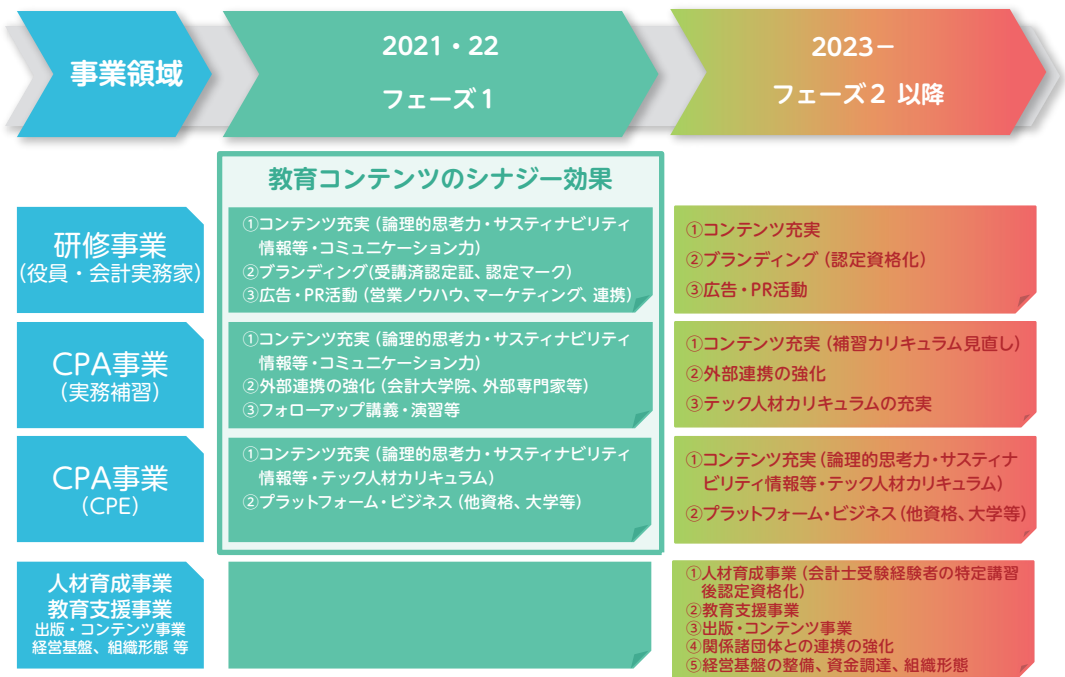 事業領域
2021・22
フェーズ1
2023－
フェーズ2 以降
教育コンテンツのシナジー効果
研修事業
(役員・会計実務家)
①コンテンツ充実(論理的思考力・サスティナビリティ
情報等・コミュニケーション力)
②ブランディング(受講済認定証、認定マーク)
③広告・PR活動(営業ノウハウ、マーケティング、連携)
①コンテンツ充実
②ブランディング(認定資格化)
③広告・PR活動
CPA事業
(実務補習)
①コンテンツ充実(論理的思考力・サスティナビリティ
情報等・コミュニケーション力)
②外部連携の強化(会計大学院、外部専門家等)
③フォローアップ講義・演習等
①コンテンツ充実(補習カリキュラム見直し)
②外部連携の強化
③テック人材カリキュラムの充実
CPA事業
(CPE)
①コンテンツ充実(論理的思考力・サスティナビリティ
情報等・テック人材カリキュラム)
②プラットフォーム・ビジネス(他資格、大学等)
①コンテンツ充実(論理的思考力・サスティナ
ビリティ情報等・テック人材カリキュラム)
②プラットフォーム・ビジネス(他資格、大学等)
人材育成事業
教育支援事業
出版・コンテンツ事業
経営基盤、組織形態 等
①人材育成事業(会計士受験経験者の特定講習
後認定資格化)
②教育支援事業
③出版・コンテンツ事業
④関係諸団体との連携の強化
⑤経営基盤の整備、資金調達、組織形態